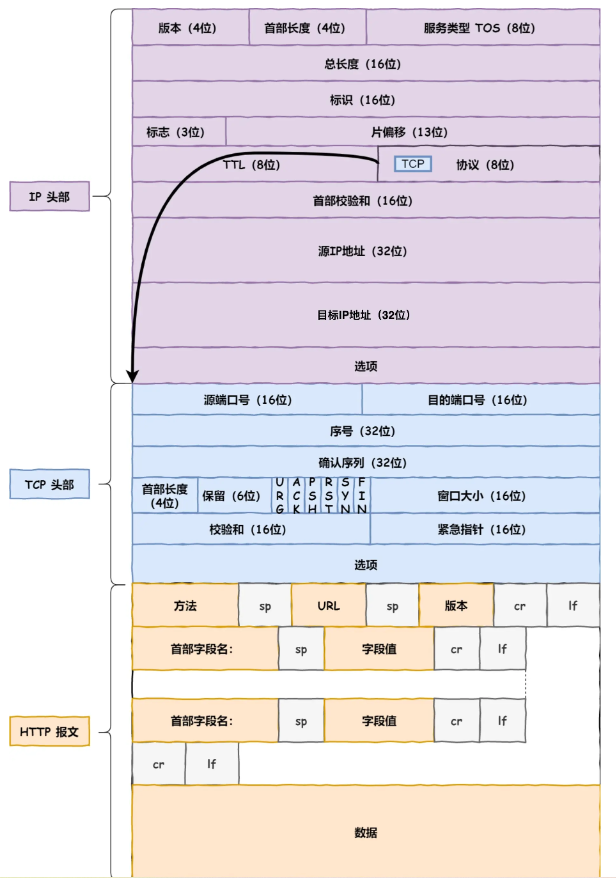 版本（4位） 首部长度（4位） 服务类型 TOS（8位）
总长度（16位）
标识（16位）
标志（3位） 片偏移（13位）
TTL（8位） TCP 协议（8位）
IP 头部
首部校验和（16位）
源IP地址（32位）
目标IP地址（32位）
选项
源端口号（16位） 目的端口号（16位）
序号（32位）
确认序列（32位）
TCP 头部
首部长度（4位） 保留（6位） URG ACK PSH RST SYN FIN 窗口大小（16位）
校验和（16位） 紧急指针（16位）
选项
方法 sp URL sp 版本 cr lf
首部字段名： sp 字段值 cr lf
HTTP 报文
首部字段名： sp 字段值 cr lf
cr lf
数据